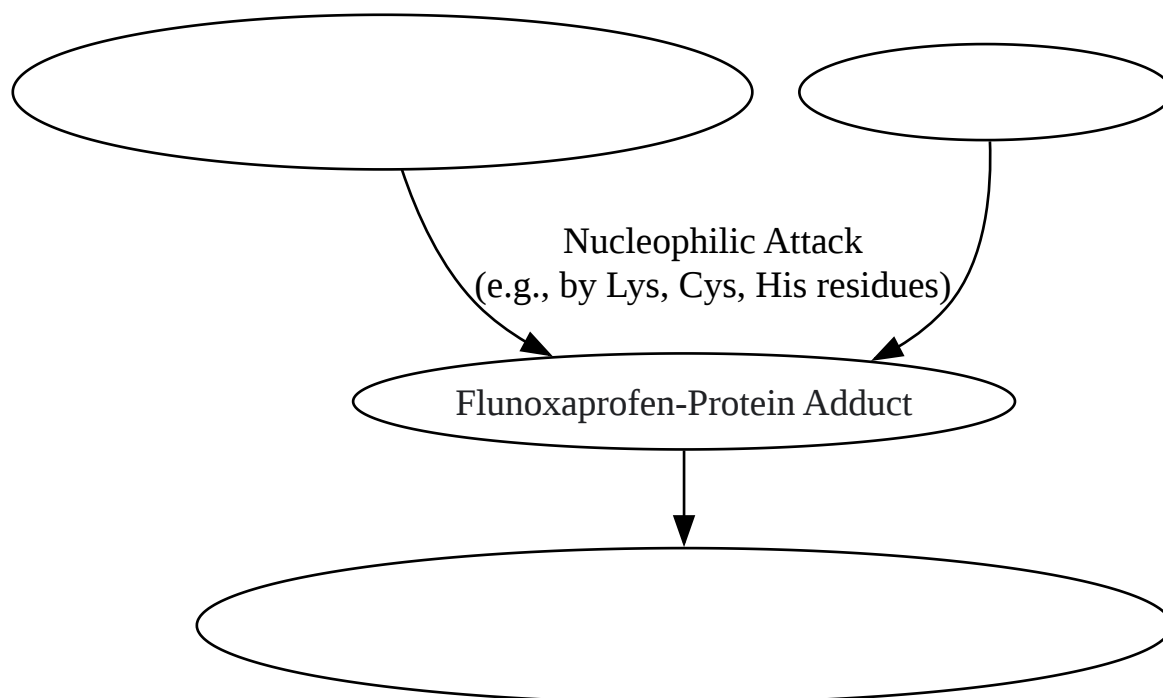 Nucleophilic Attack
(e.g., by Lys, Cys, His residues)
Flunoxaprofen-Protein Adduct